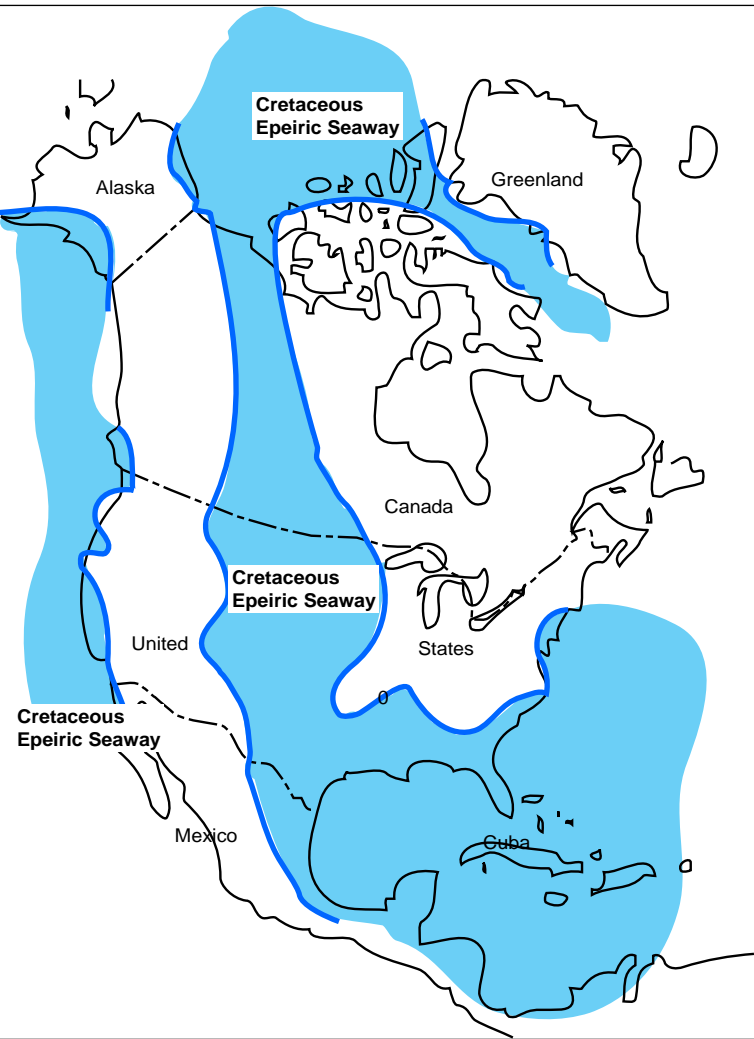 Cretaceous
Epeiric Seaway
Alaska
Greenland
Canada
Cretaceous
Epeiric Seaway
United
States
0
Cretaceous
Epeiric Seaway
Mexico
Cuba